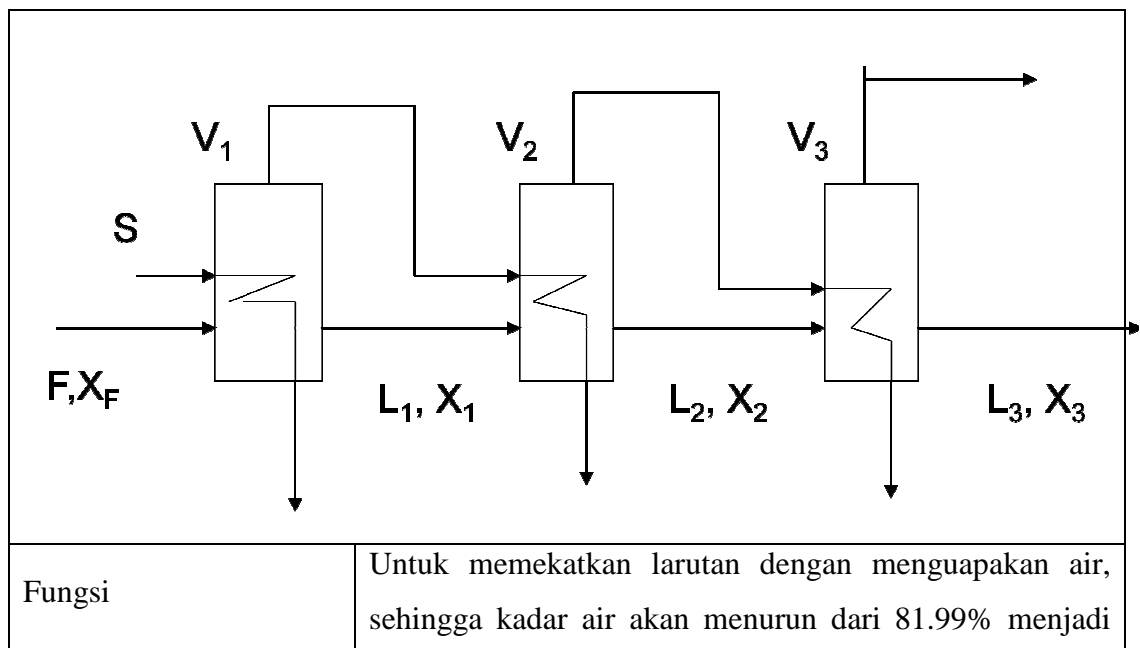 V₁
V₂
V₃
S
F,X_F
L₁, X₁
L₂, X₂
L₃, X₃
Fungsi
Untuk memekatkan larutan dengan menguapakan air,
sehingga kadar air akan menurun dari 81.99% menjadi